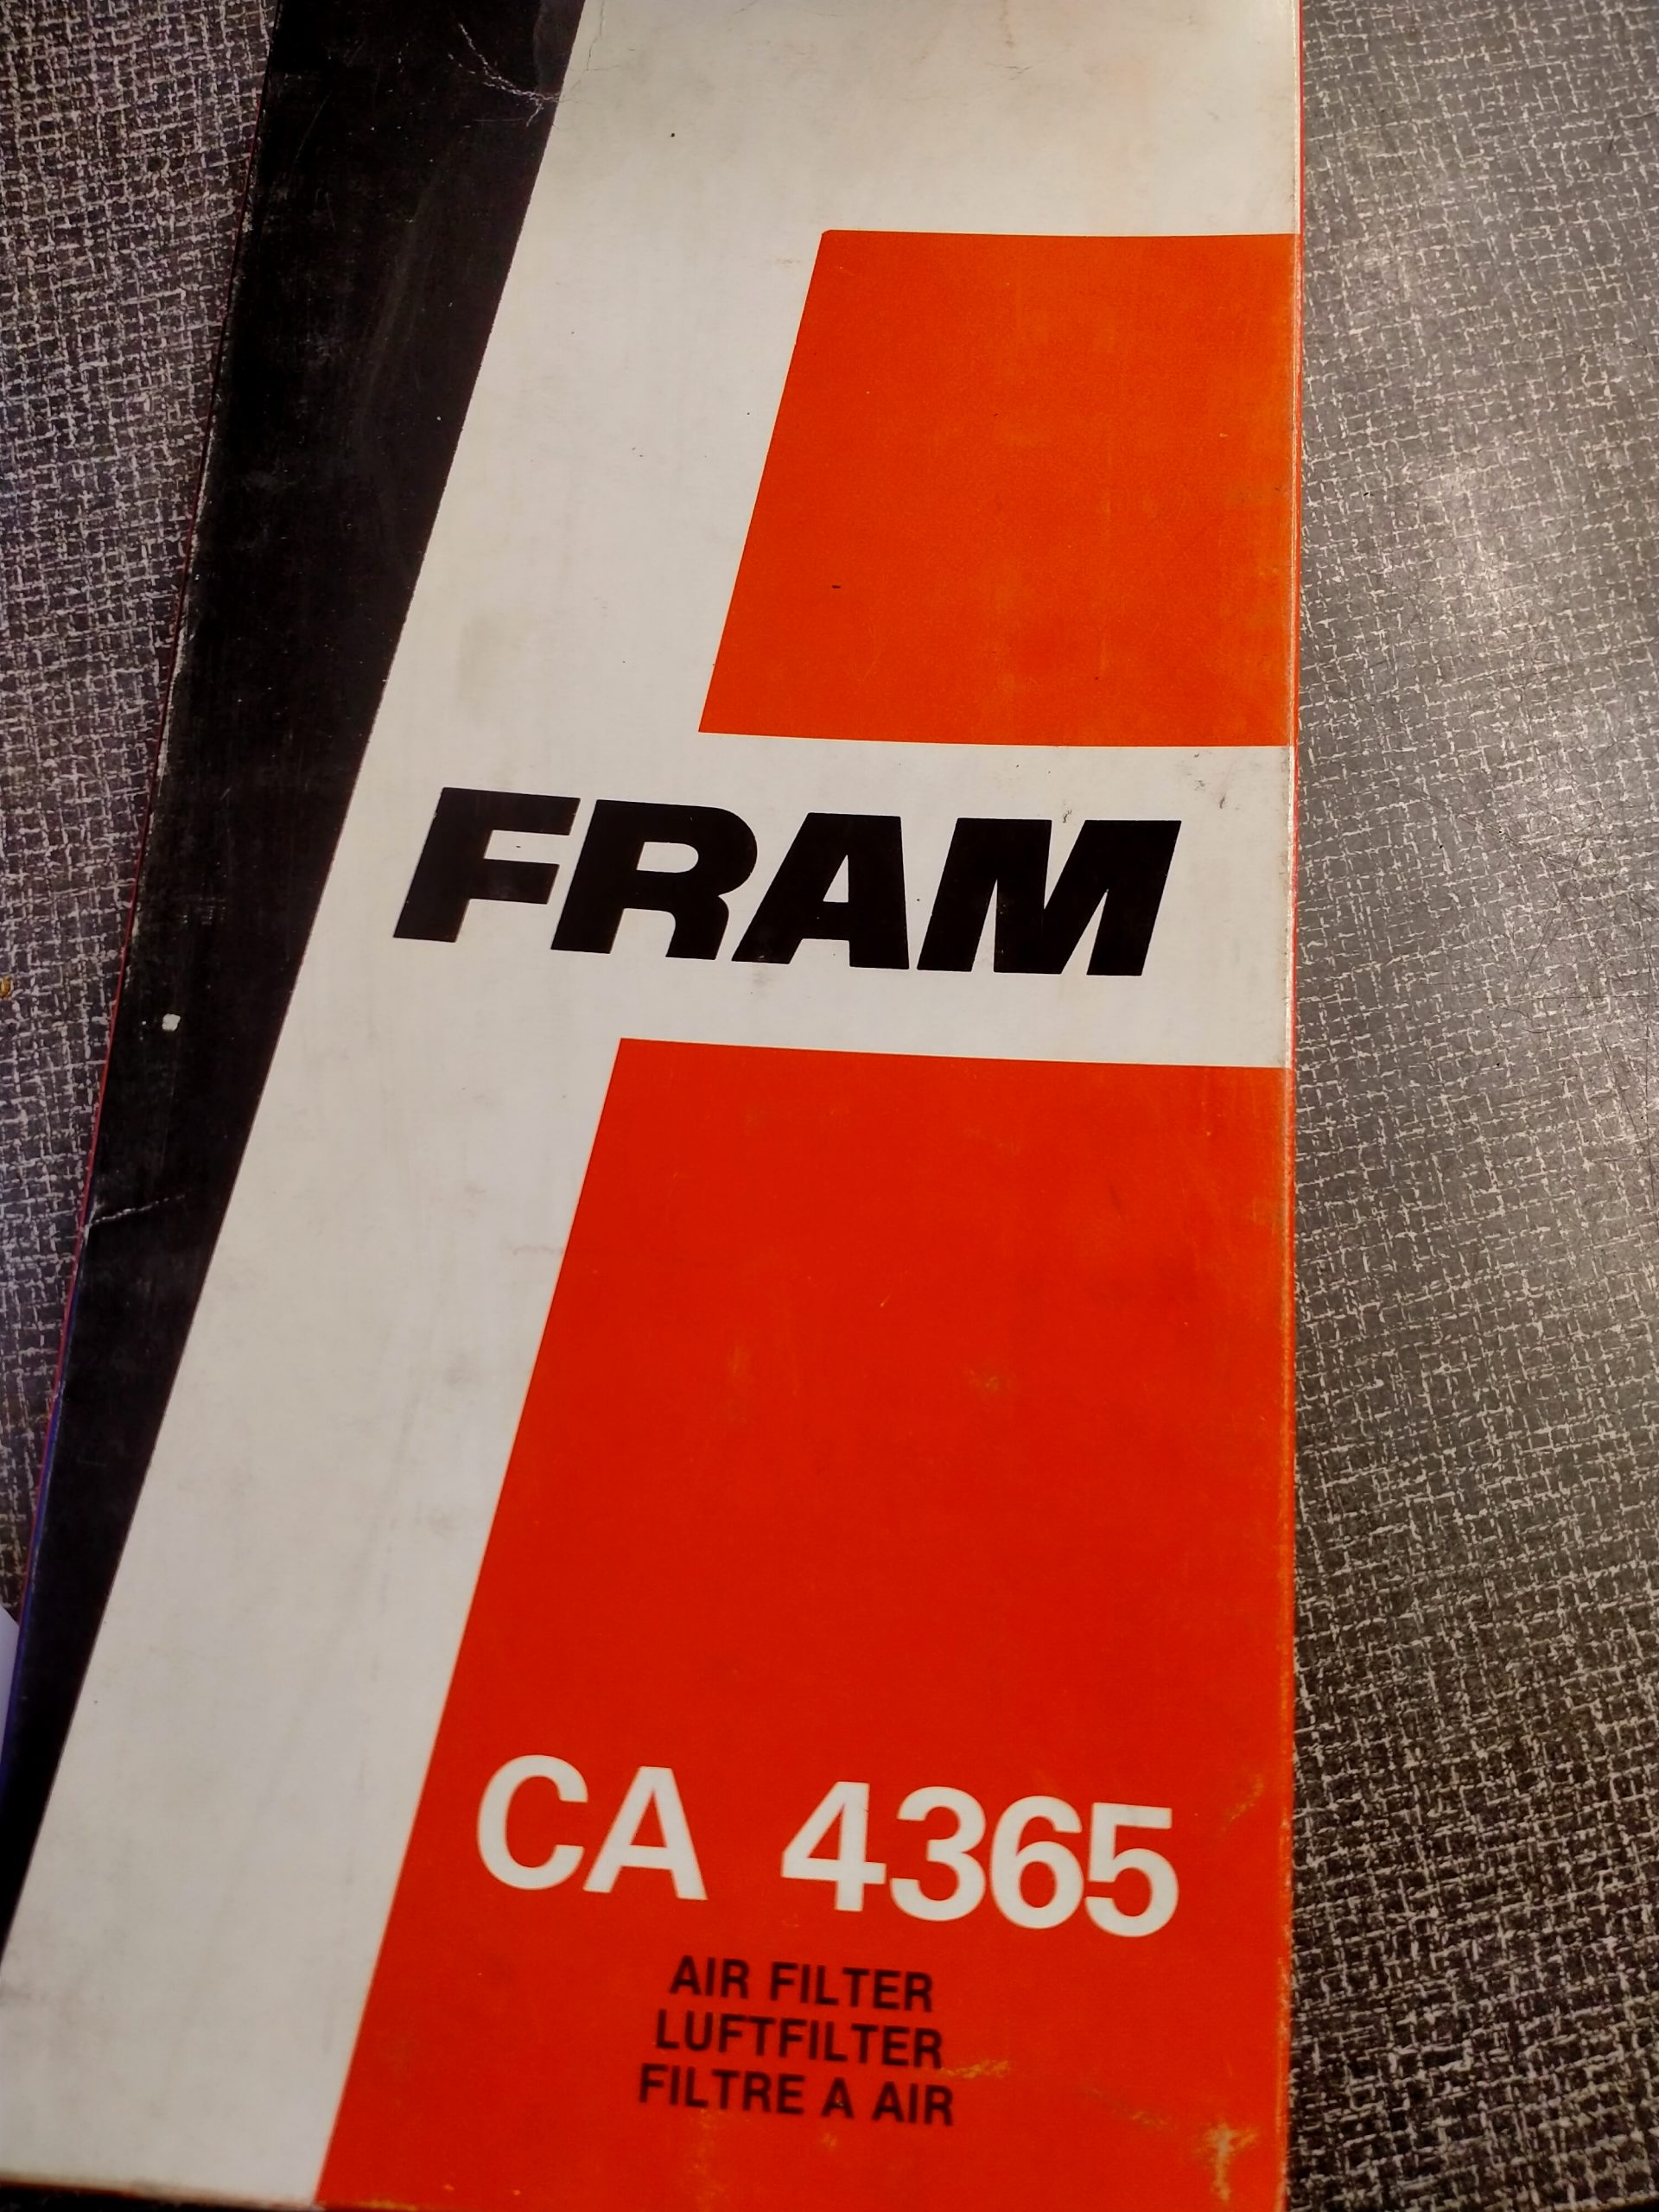 FRAM
CA 4365
AIR FILTER
LUFTFILTER
FILTRE A AIR